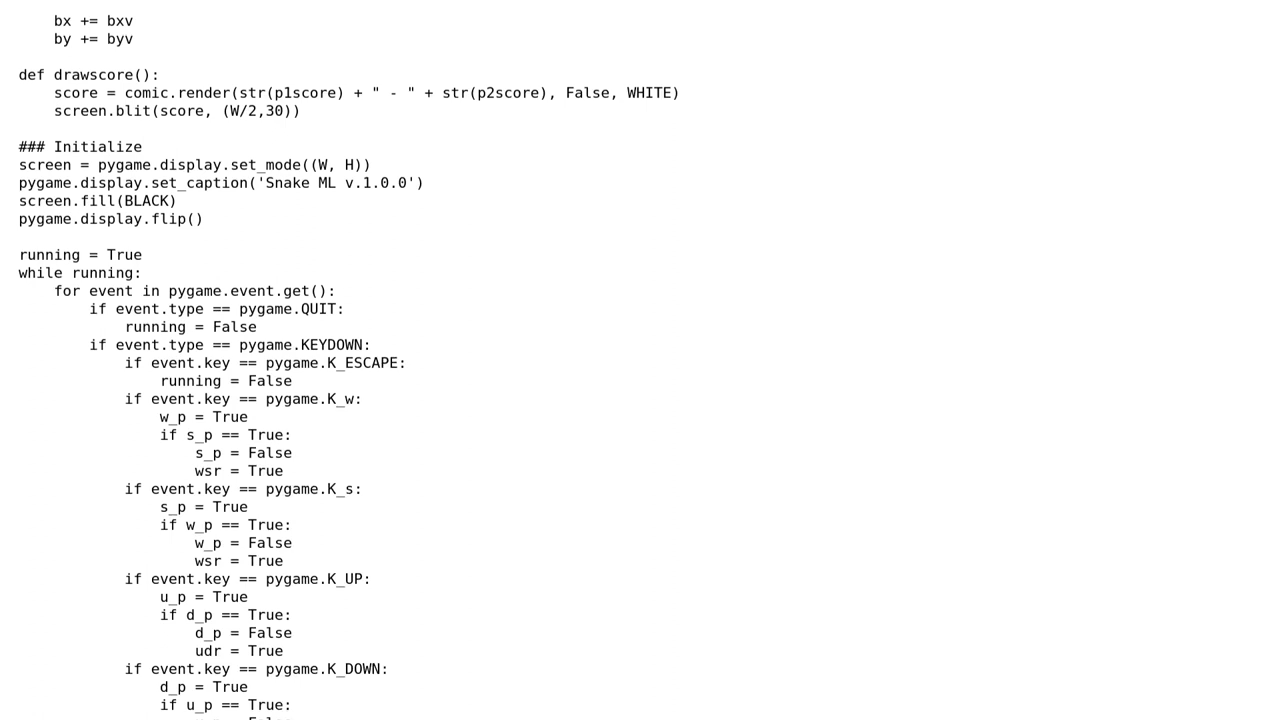 bx += bxv
    by += byv

def drawscore():
    score = comic.render(str(p1score) + " - " + str(p2score), False, WHITE)
    screen.blit(score, (W/2,30))

### Initialize
screen = pygame.display.set_mode((W, H))
pygame.display.set_caption('Snake ML v.1.0.0')
screen.fill(BLACK)
pygame.display.flip()

running = True
while running:
    for event in pygame.event.get():
        if event.type == pygame.QUIT:
            running = False
        if event.type == pygame.KEYDOWN:
            if event.key == pygame.K_ESCAPE:
                running = False
            if event.key == pygame.K_w:
                w_p = True
                if s_p == True:
                    s_p = False
                    wsr = True
            if event.key == pygame.K_s:
                s_p = True
                if w_p == True:
                    w_p = False
                    wsr = True
            if event.key == pygame.K_UP:
                u_p = True
                if d_p == True:
                    d_p = False
                    udr = True
            if event.key == pygame.K_DOWN:
                d_p = True
                if u_p == True: